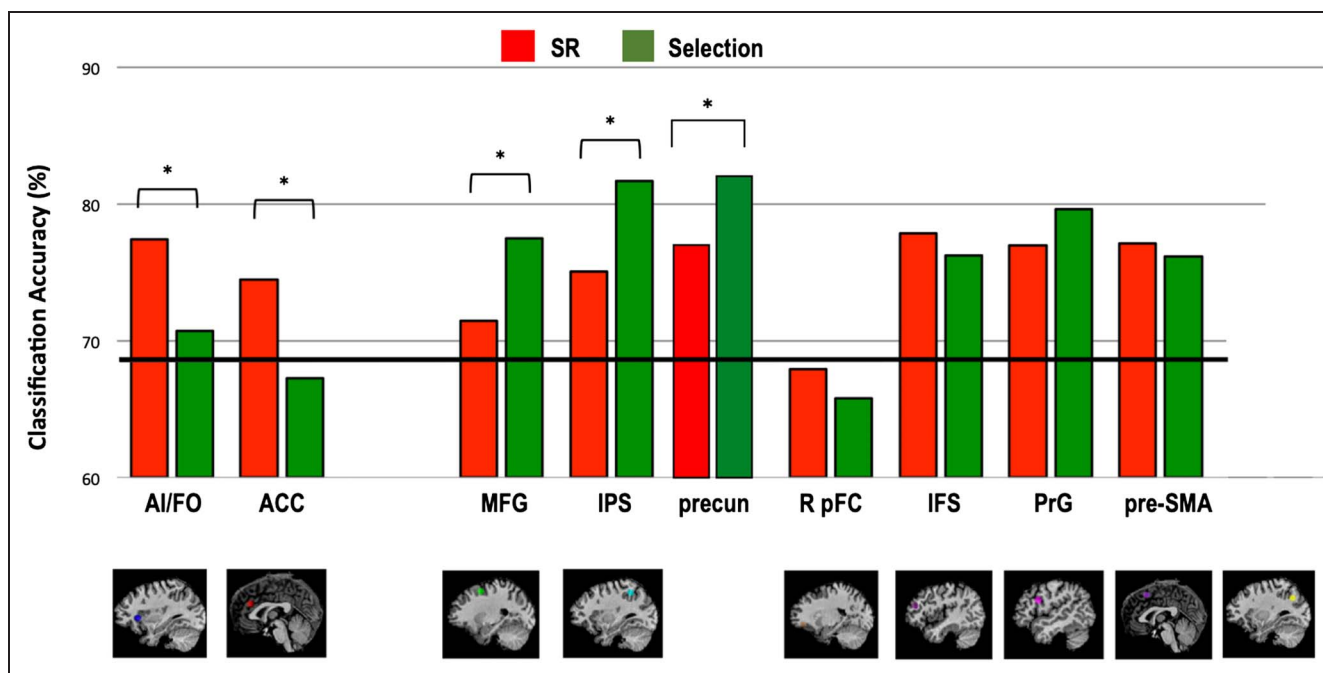 SR Selection
Classification Accuracy (%)
90
80
70
60
* * * * *
AI/FO ACC MFG IPS precun R pFC IFS PrG pre-SMA